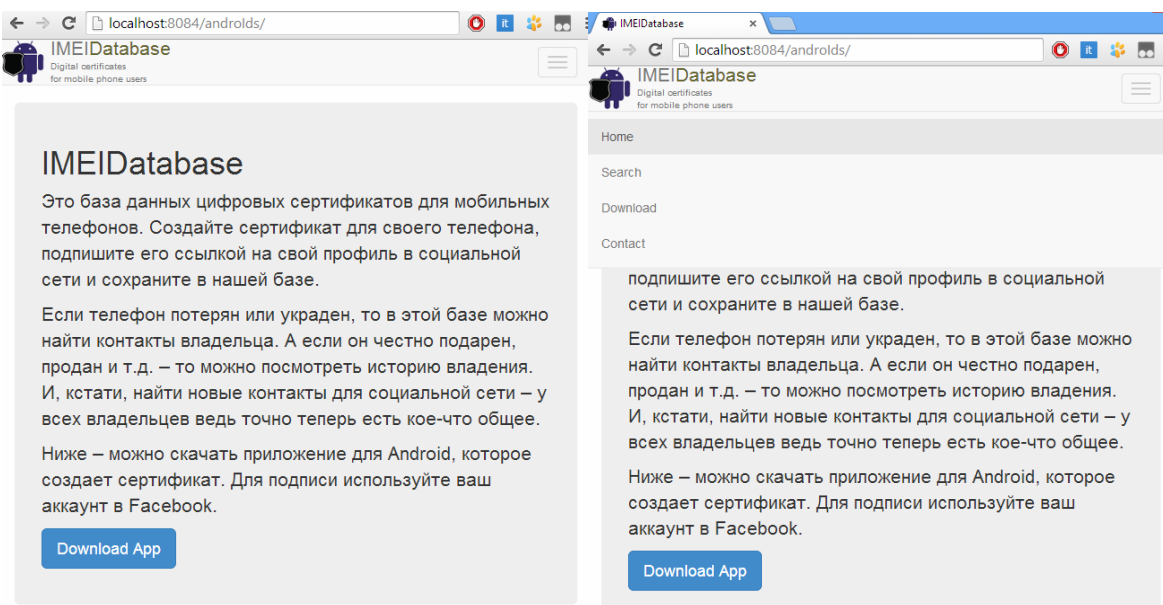 localhost:8084/androlds/
IMEIDatabase
Digital certificates
for mobile phone users
IMEIDatabase
Это база данных цифровых сертификатов для мобильных
телефонов. Создайте сертификат для своего телефона,
подпишите его ссылкой на свой профиль в социальной
сети и сохраните в нашей базе.
Если телефон потерян или украден, то в этой базе можно
найти контакты владельца. А если он честно подарен,
продан и т.д. – то можно посмотреть историю владения.
И, кстати, найти новые контакты для социальной сети – у
всех владельцев ведь точно теперь есть кое-что общее.
Ниже – можно скачать приложение для Android, которое
создает сертификат. Для подписи используйте ваш
аккаунт в Facebook.
Download App
IMEIDatabase
localhost:8084/androlds/
IMEIDatabase
Digital certificates
for mobile phone users
Home
Search
Download
Contact
подпишите его ссылкой на свой профиль в социальной
сети и сохраните в нашей базе.
Если телефон потерян или украден, то в этой базе можно
найти контакты владельца. А если он честно подарен,
продан и т.д. – то можно посмотреть историю владения.
И, кстати, найти новые контакты для социальной сети – у
всех владельцев ведь точно теперь есть кое-что общее.
Ниже – можно скачать приложение для Android, которое
создает сертификат. Для подписи используйте ваш
аккаунт в Facebook.
Download App